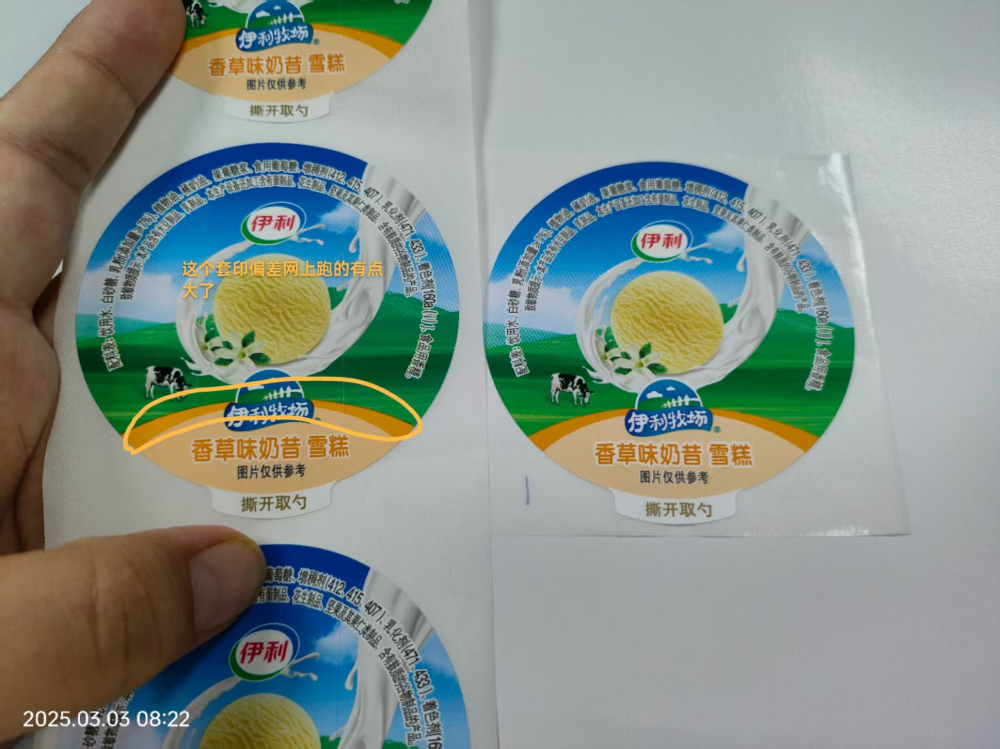 伊利牧场®
香草味奶昔 雪糕
图片仅供参考
撕开取勺
配料表:饮用水、白砂糖、乳粉(添加量≥7%)、植物油、稀奶油、果葡糖浆、食用葡萄糖、增稠剂(412、415、407)、乳化剂(471、433)、着色剂[160a(i)]、食品用香精。
致敏物质提示:本产品含有大豆制品、乳制品,本生产设备还加工含有蛋制品、花生制品、坚果及其果仁类制品、含有麸质的谷物制品的产品。
伊利
这个套印偏差网上跑的有点
大了
伊利牧场
香草味奶昔 雪糕
图片仅供参考
撕开取勺
配料表:饮用水、白砂糖、乳粉(添加量≥7%)、植物油、稀奶油、果葡糖浆、食用葡萄糖、增稠剂(412、415、407)、乳化剂(471、433)、着色剂[160a(i)]、食品用香精。
致敏物质提示:本产品含有大豆制品、乳制品,本生产设备还加工含有蛋制品、花生制品、坚果及其果仁类制品、含有麸质的谷物制品的产品。
伊利
伊利牧场®
香草味奶昔 雪糕
图片仅供参考
撕开取勺
葡萄糖、增稠剂(412、415、407)、乳化剂(471、433)、着色剂[16
有蛋制品、花生制品、坚果及其果仁类制品、含有麸质的谷物制品的产品。
伊利
2025.03.03 08:22